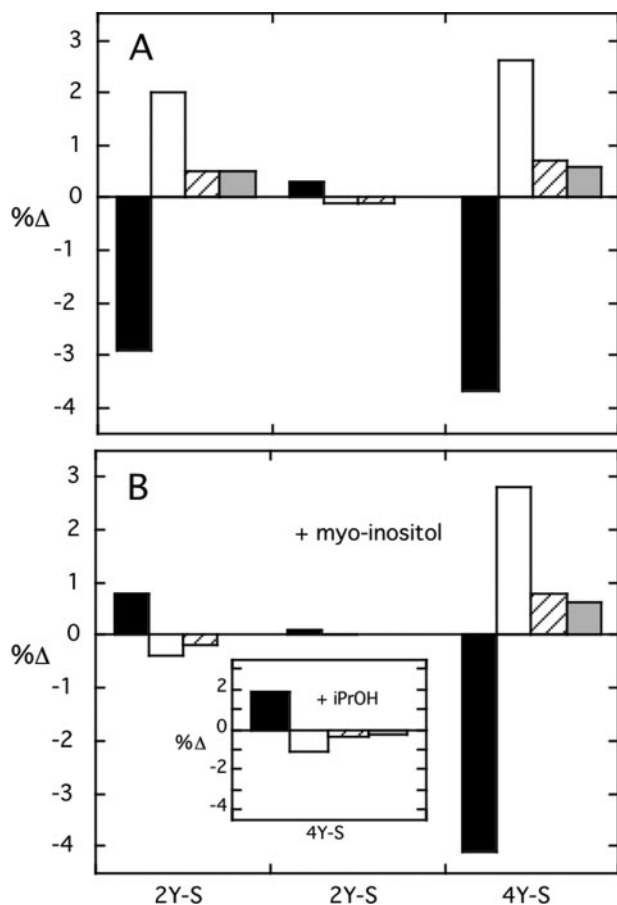 A
3
2
1
0
%Δ
-1
-2
-3
-4
B
3
+ myo-inositol
2
1
0
%Δ
-1
-2
-3
-4
+ iPrOH
2
0
%Δ
-2
-4
4Y-S
2Y-S 2Y-S 4Y-S